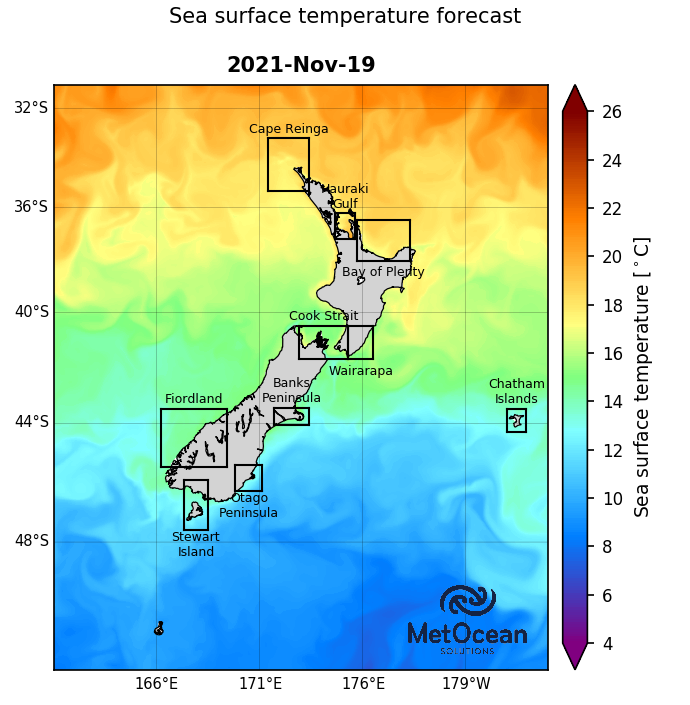 Sea surface temperature forecast
2021-Nov-19
32°S
36°S
40°S
44°S
48°S
166°E
171°E
176°E
179°W
Cape Reinga
Hauraki
Gulf
Bay of Plenty
Cook Strait
Wairarapa
Banks
Peninsula
Fiordland
Chatham
Islands
Otago
Peninsula
Stewart
Island
MetOcean
SOLUTIONS
26
24
22
20
18
16
14
12
10
8
6
4
Sea surface temperature [°C]